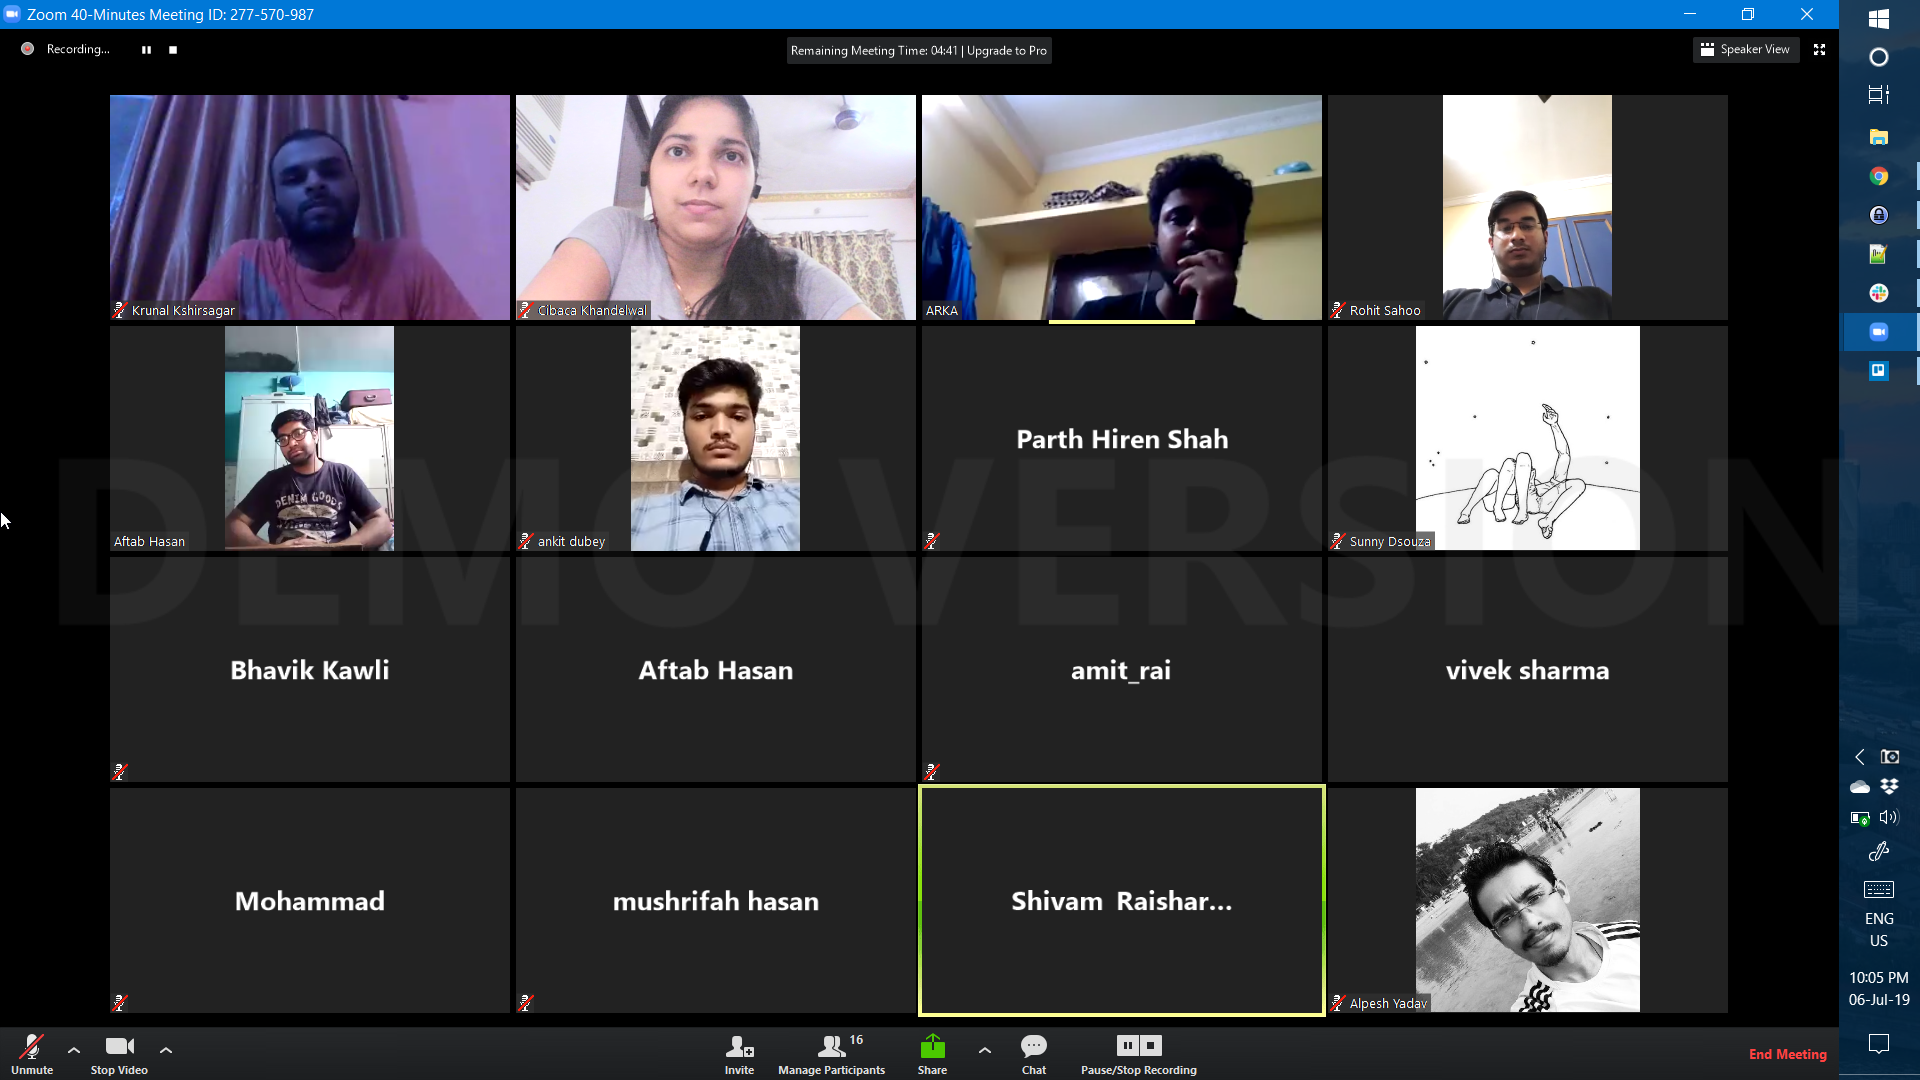 Zoom 40-Minutes Meeting ID: 277-570-987
Recording...
Remaining Meeting Time: 04:41 | Upgrade to Pro
Speaker View
Krunal Kshirsagar
Cibaca Khandelwal
ARKA
Rohit Sahoo
DENIM GOODS
Aftab Hasan
ankit dubey
Parth Hiren Shah
Sunny Dsouza
DEMO VERSION
Bhavik Kawli
Aftab Hasan
amit_rai
vivek sharma
Mohammad
mushrifah hasan
Shivam Raishar...
Alpesh Yadav
ENG
US
10:05 PM
06-Jul-19
Unmute
Stop Video
Invite
16
Manage Participants
Share
Chat
Pause/Stop Recording
End Meeting